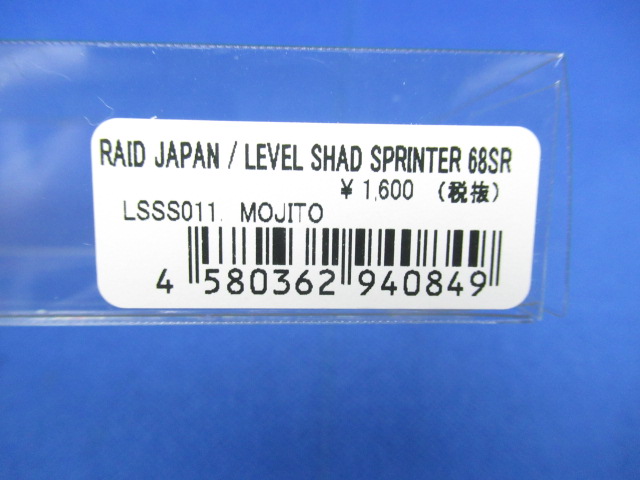 RAID JAPAN / LEVEL SHAD SPRINTER 68SR
¥ 1,600 (税抜)
LSSS011. MOJITO
4 580362 940849